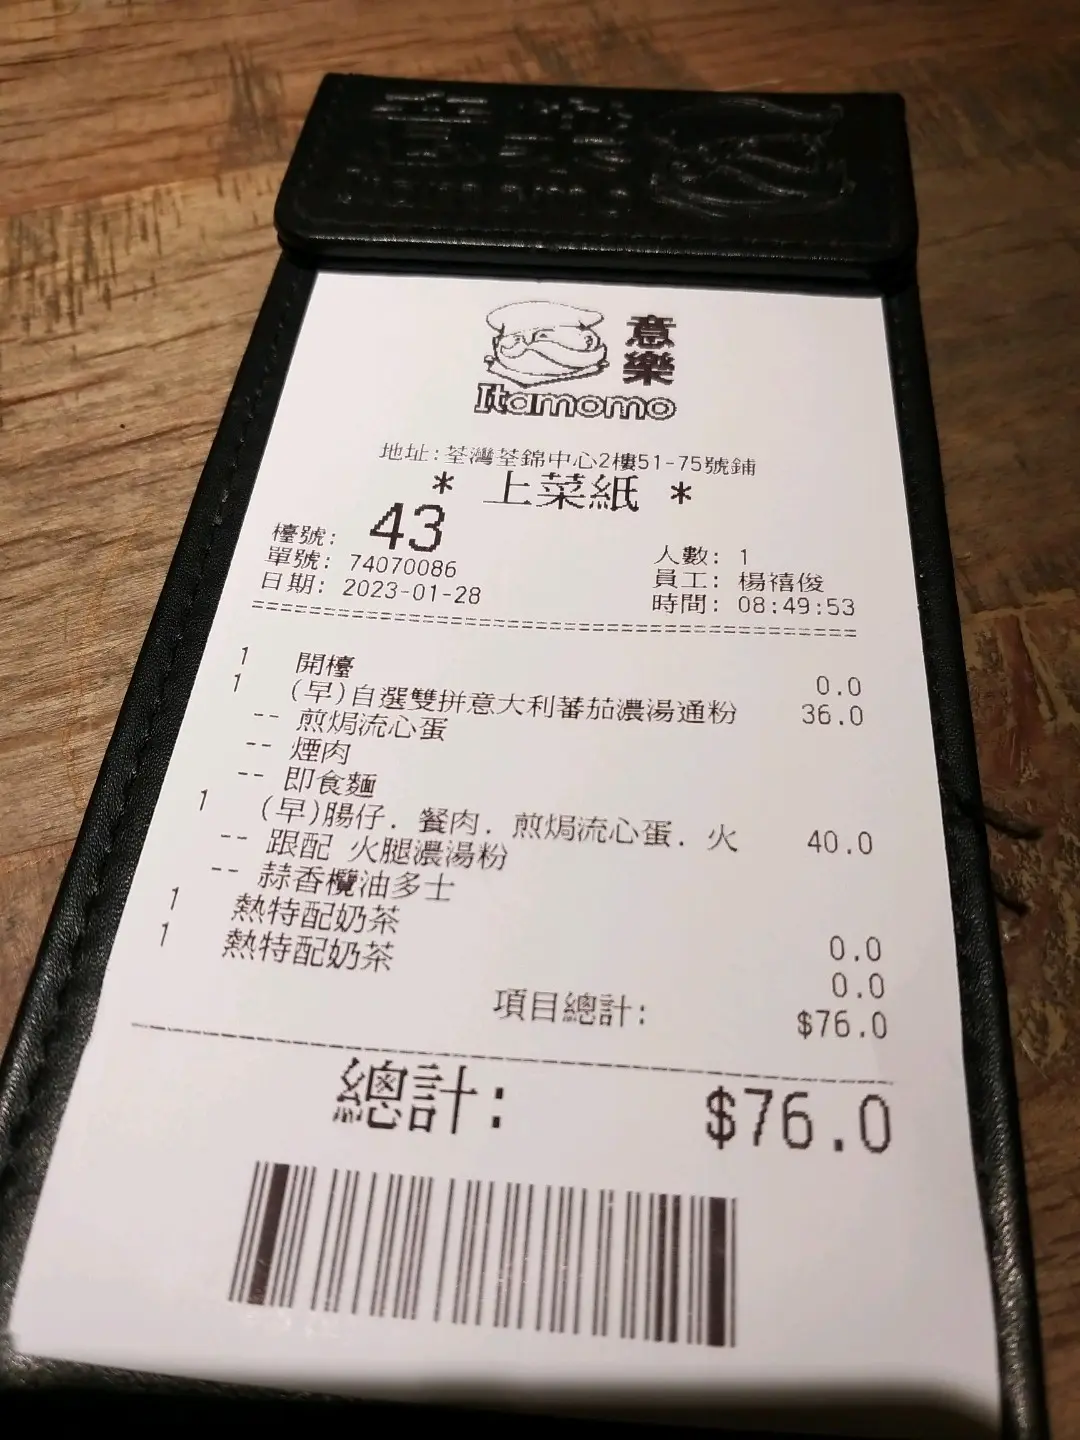 意樂
Itamomo
地址:荃灣荃錦中心2樓51-75號鋪
* 上菜紙 *
檯號: 43
人數: 1
單號: 74070086
員工: 楊禧俊
日期: 2023-01-28
時間: 08:49:53
1 開檯 0.0
1 (早)自選雙拼意大利蕃茄濃湯通粉 36.0
-- 煎焗流心蛋
-- 煙肉
-- 即食麵
1 (早)腸仔. 餐肉. 煎焗流心蛋. 火 40.0
-- 跟配 火腿濃湯粉
-- 蒜香欖油多士
1 熱特配奶茶 0.0
1 熱特配奶茶 0.0
項目總計: $76.0
總計: $76.0